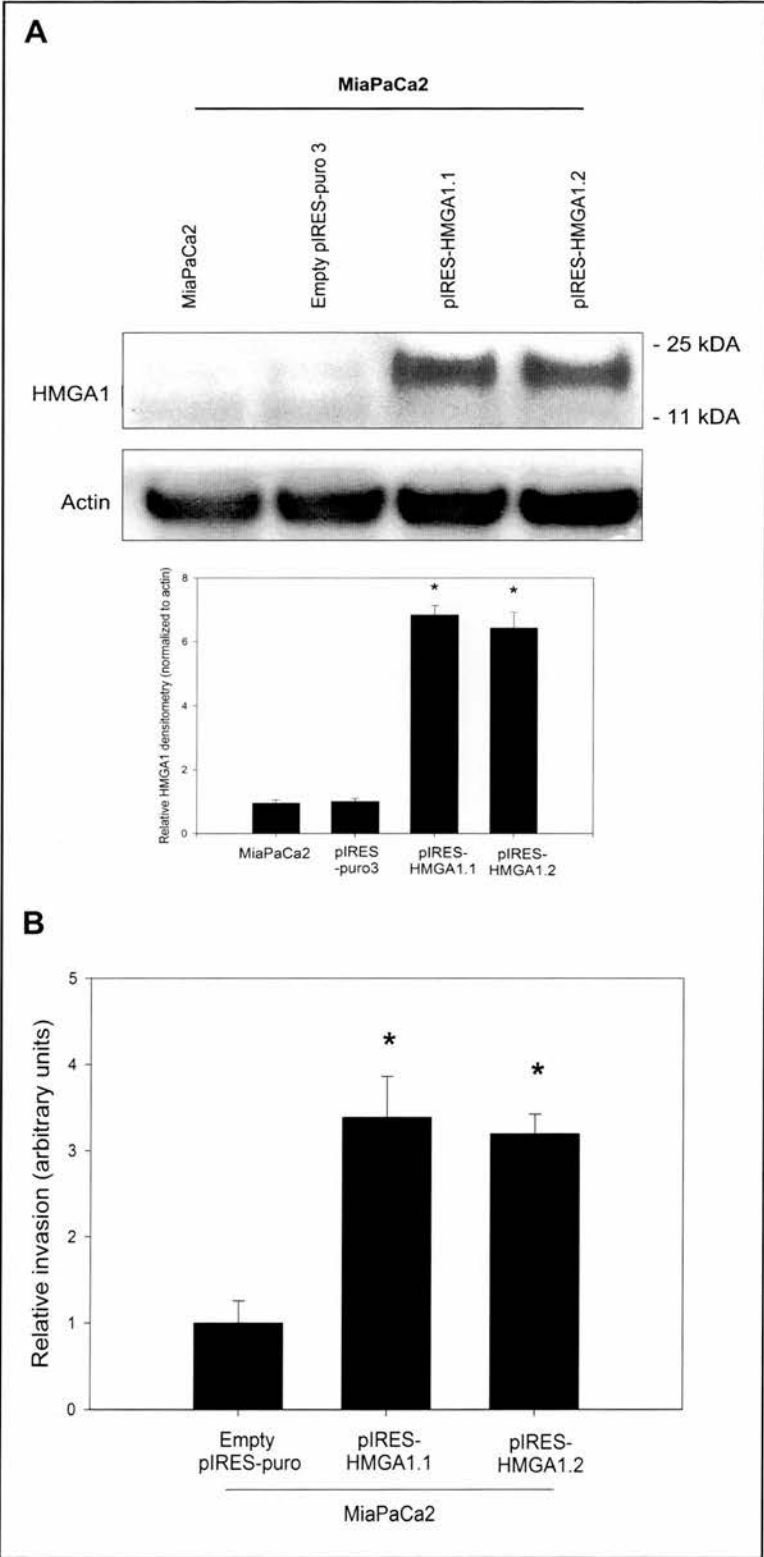 A
MiaPaCa2
MiaPaCa2
Empty pIRES-puro 3
pIRES-HMGA1.1
pIRES-HMGA1.2
HMGA1
- 25 kDA
- 11 kDA
Actin
Relative HMGA1 densitometry (normalized to actin)
8
6
4
2
0
*
*
MiaPaCa2
pIRES
-puro3
pIRES-
HMGA1.1
pIRES-
HMGA1.2
B
Relative invasion (arbitrary units)
5
4
3
2
1
0
*
*
Empty
pIRES-puro
pIRES-
HMGA1.1
pIRES-
HMGA1.2
MiaPaCa2